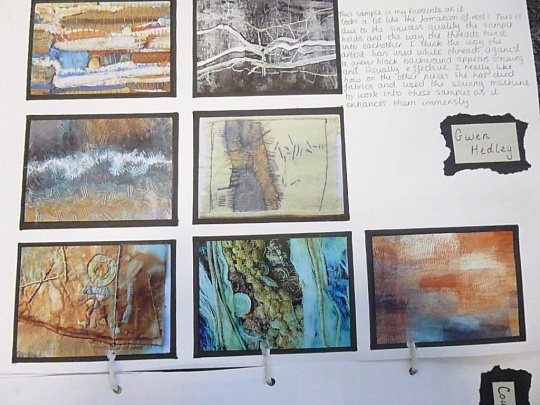 This sample is my favourite as it
look a lot like the formation of roots. This is
due to the sinuous quality the sample
holds and the way the threads twist
into eachother. I think the way the
artist has used white threads against
a grey/black background appears striking
and visually effective. I really like
how on the other pieces she has dyed
fabrics and used the sewing machine
to work into these samples as it
enhances them immensely.
Gwen
Hedley
Cou